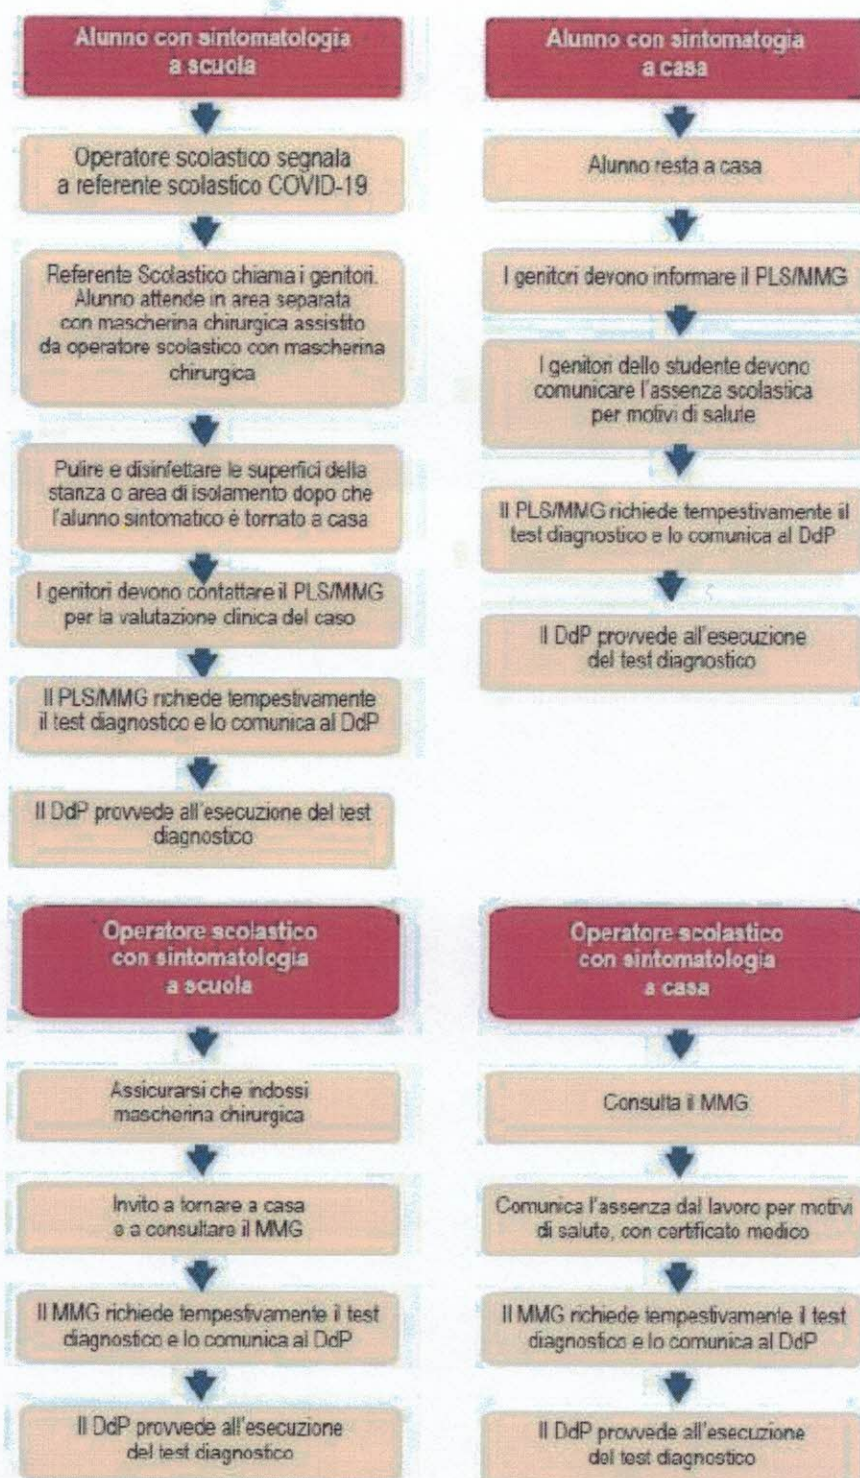 Alunno con sintomatologia
a scuola
Operatore scolastico segnala
a referente scolastico COVID-19
Referente Scolastico chiama i genitori.
Alunno attende in area separata
con mascherina chirurgica assistito
da operatore scolastico con mascherina
chirurgica
Pulire e disinfettare le superfici della
stanza o area di isolamento dopo che
l'alunno sintomatico è tornato a casa
I genitori devono contattare il PLS/MMG
per la valutazione clinica del caso
Il PLS/MMG richiede tempestivamente
il test diagnostico e lo comunica al DdP
Il DdP provvede all'esecuzione del test
diagnostico
Alunno con sintomatogia
a casa
Alunno resta a casa
I genitori devono informare il PLS/MMG
I genitori dello studente devono
comunicare l'assenza scolastica
per motivi di salute
Il PLS/MMG richiede tempestivamente il
test diagnostico e lo comunica al DdP
Il DdP provvede all'esecuzione
del test diagnostico
Operatore scolastico
con sintomatologia
a scuola
Assicurarsi che indossi
mascherina chirurgica
Invito a tornare a casa
e a consultare il MMG
Il MMG richiede tempestivamente il test
diagnostico e lo comunica al DdP
Il DdP provvede all'esecuzione
del test diagnostico
Operatore scolastico
con sintomatologia
a casa
Consulta il MMG
Comunica l'assenza dal lavoro per motivi
di salute, con certificato medico
Il MMG richiede tempestivamente il test
diagnostico e lo comunica al DdP
Il DdP provvede all'esecuzione
del test diagnostico